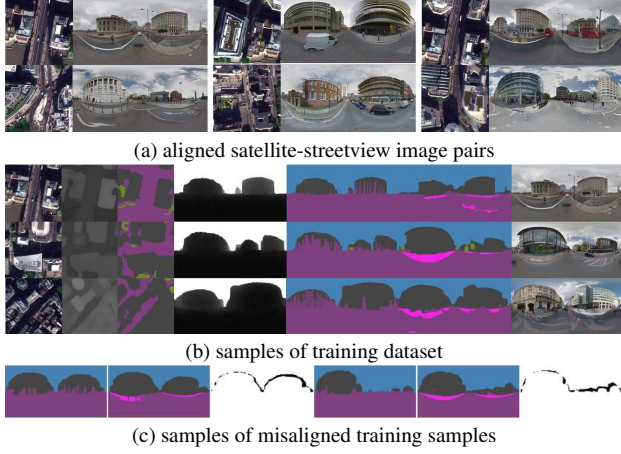 (a) aligned satellite-streetview image pairs
(b) samples of training dataset
(c) samples of misaligned training samples